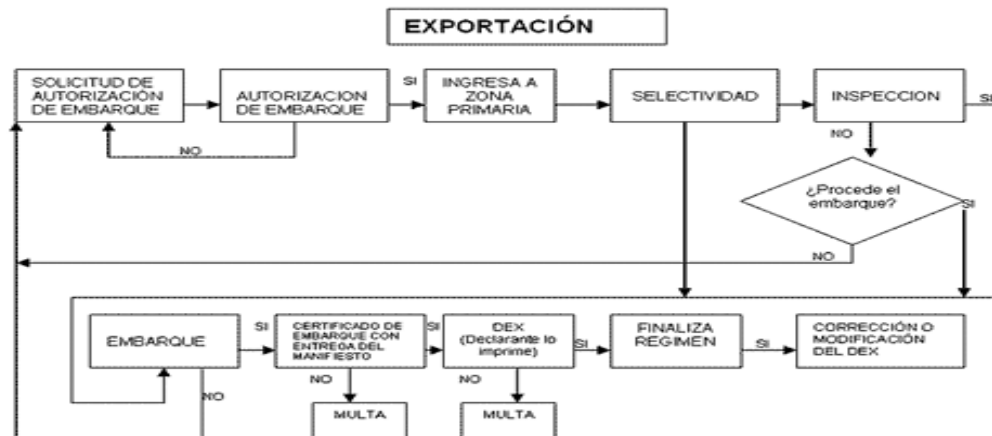 EXPORTACIÓN
SOLICITUD DE
AUTORIZACIÓN
DE EMBARQUE
AUTORIZACION
DE EMBARQUE
SI
INGRESA A
ZONA
PRIMARIA
SELECTIVIDAD
INSPECCION
SI
NO
NO
¿Procede el
embarque?
SI
NO
EMBARQUE
SI
CERTIFICADO DE
EMBARQUE CON
ENTREGA DEL
MANIFIESTO
SI
DEX
(Declarante lo
imprime)
SI
FINALIZA
REGIMEN
SI
CORRECCIÓN O
MODIFICACIÓN
DEL DEX
NO
NO
NO
MULTA
MULTA